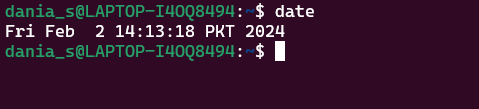 dania_s@LAPTOP-I4OQ8494:~$ date
Fri Feb  2 14:13:18 PKT 2024
dania_s@LAPTOP-I4OQ8494:~$